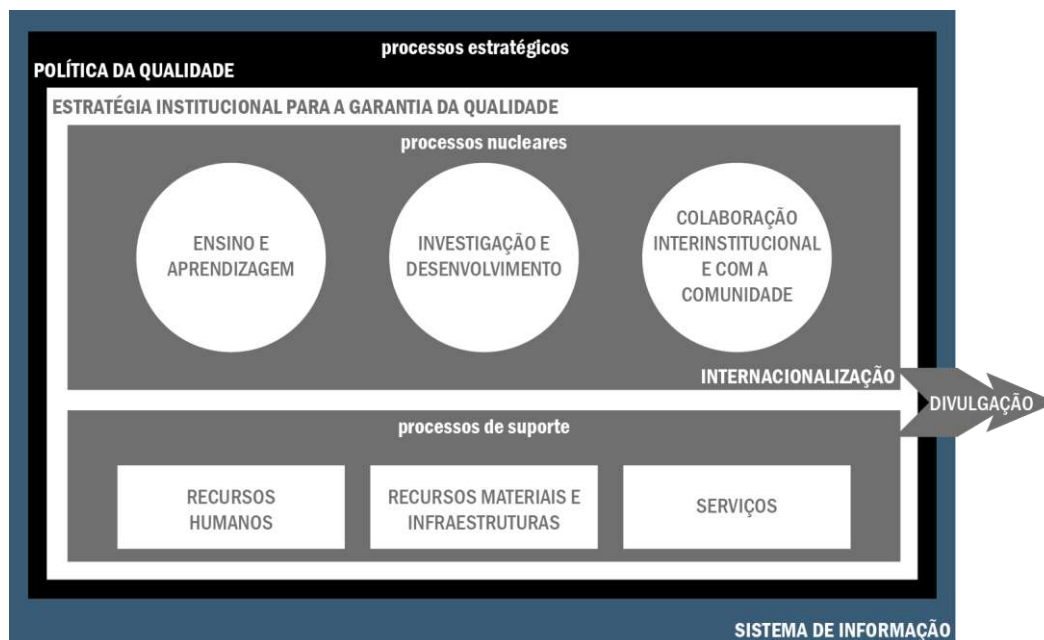 processos estratégicos
POLÍTICA DA QUALIDADE
ESTRATÉGIA INSTITUCIONAL PARA A GARANTIA DA QUALIDADE
processos nucleares
ENSINO E
APRENDIZAGEM
INVESTIGAÇÃO E
DESENVOLVIMENTO
COLABORAÇÃO
INTERINSTITUCIONAL
E COM A
COMUNIDADE
INTERNACIONALIZAÇÃO
DIVULGAÇÃO
processos de suporte
RECURSOS
HUMANOS
RECURSOS MATERIAIS E
INFRAESTRUTURAS
SERVIÇOS
SISTEMA DE INFORMAÇÃO